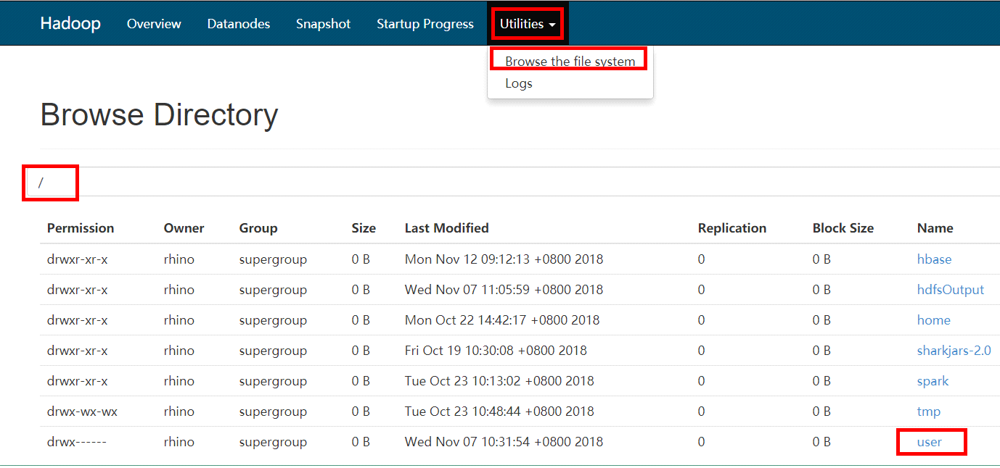 Hadoop Overview Datanodes Snapshot Startup Progress Utilities
Browse the file system
Logs
Browse Directory
/
Permission Owner Group Size Last Modified Replication Block Size Name
drwxr-xr-x rhino supergroup 0 B Mon Nov 12 09:12:13 +0800 2018 0 0 B hbase
drwxr-xr-x rhino supergroup 0 B Wed Nov 07 11:05:59 +0800 2018 0 0 B hdfsOutput
drwxr-xr-x rhino supergroup 0 B Mon Oct 22 14:42:17 +0800 2018 0 0 B home
drwxr-xr-x rhino supergroup 0 B Fri Oct 19 10:30:08 +0800 2018 0 0 B sharkjars-2.0
drwxr-xr-x rhino supergroup 0 B Tue Oct 23 10:13:02 +0800 2018 0 0 B spark
drwx-wx-wx rhino supergroup 0 B Tue Oct 23 10:48:44 +0800 2018 0 0 B tmp
drwx------ rhino supergroup 0 B Wed Nov 07 10:31:54 +0800 2018 0 0 B user